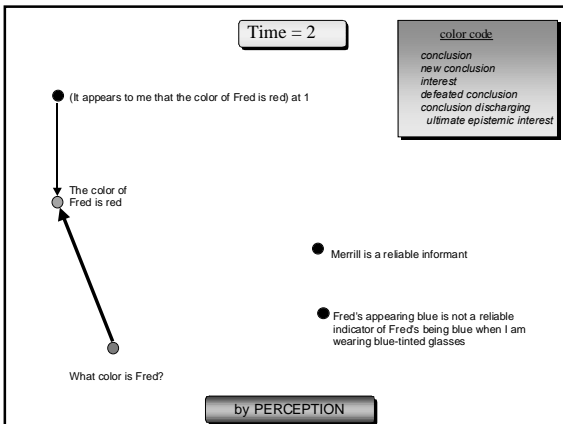 Time = 2
color code
conclusion
new conclusion
interest
defeated conclusion
conclusion discharging
ultimate epistemic interest
(It appears to me that the color of Fred is red) at 1
The color of
Fred is red
Merrill is a reliable informant
Fred's appearing blue is not a reliable
indicator of Fred's being blue when I am
wearing blue-tinted glasses
What color is Fred?
by PERCEPTION